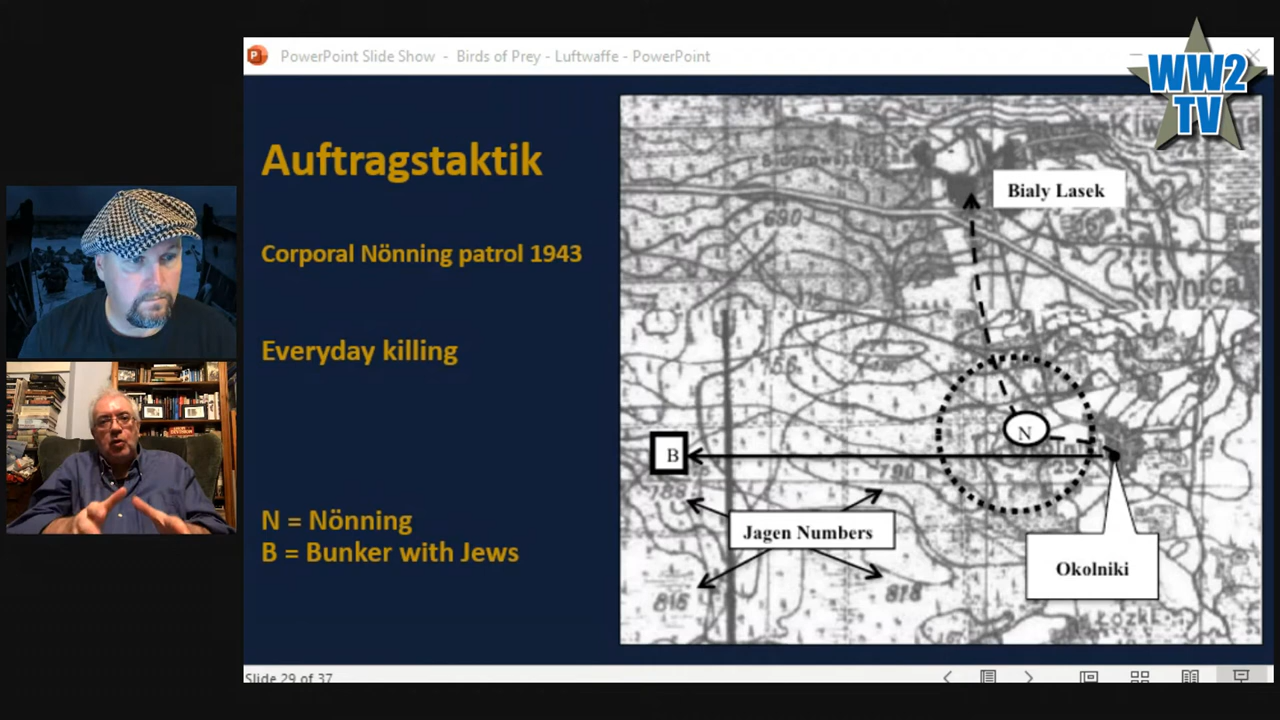 PowerPoint Slide Show - Birds of Prey - Luftwaffe - PowerPoint
WW2
TV
Auftragstaktik
Corporal Nönning patrol 1943
Everyday killing
N = Nönning
B = Bunker with Jews
Bialy Lasek
690
Krynica
N
B
790
788
Jagen Numbers
Okolniki
816
818
Slide 29 of 37